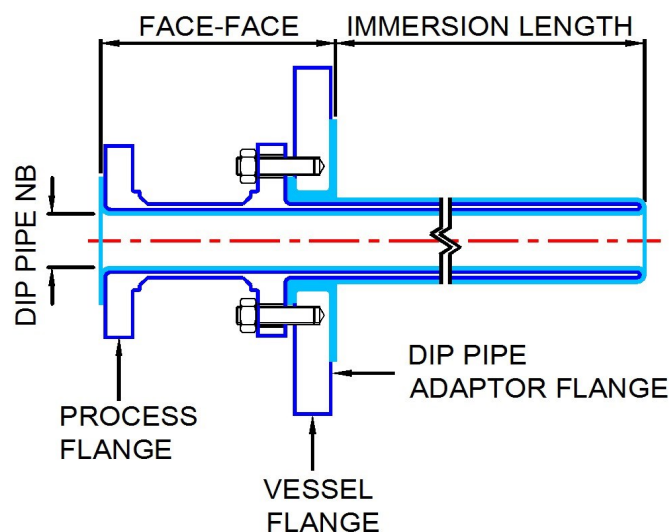 FACE-FACE
IMMERSION LENGTH
DIP PIPE NB
DIP PIPE
ADAPTOR FLANGE
PROCESS
FLANGE
VESSEL
FLANGE